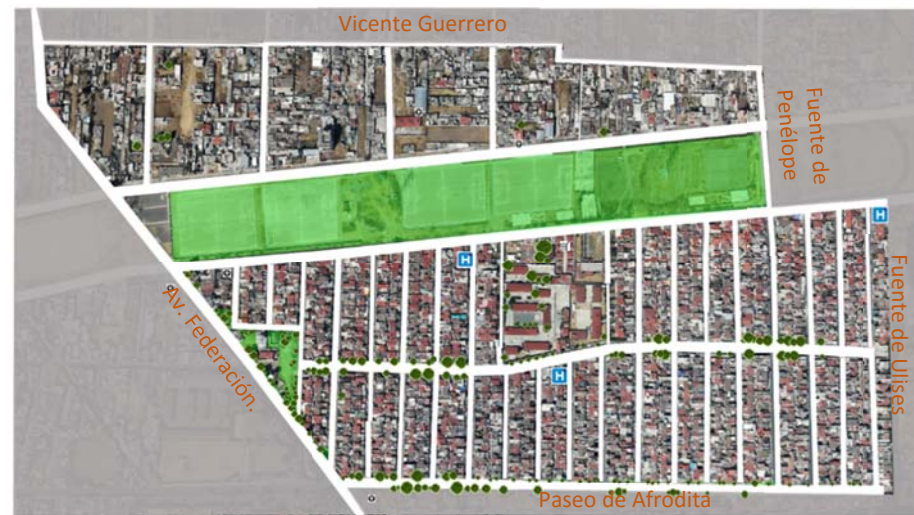 Vicente Guerrero
Fuente de
Penélope
H
H
Av. Federación.
Fuente de Ulises
H
Paseo de Afrodita